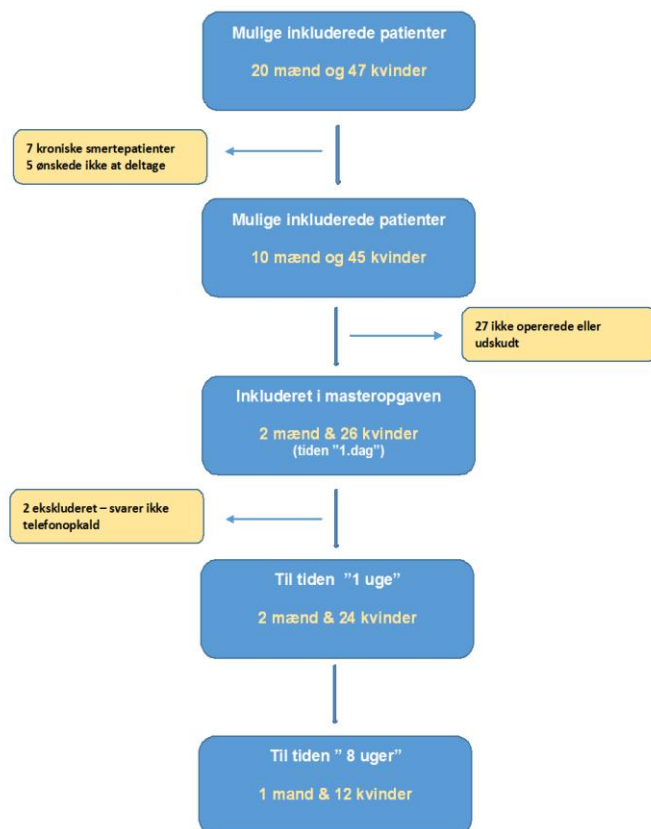 Mulige inkluderede patienter
20 mænd og 47 kvinder
7 kroniske smertepatienter
5 ønskede ikke at deltage
Mulige inkluderede patienter
10 mænd og 45 kvinder
27 ikke opererede eller
udskudt
Inkluderet i masteropgaven
2 mænd & 26 kvinder
(tiden ”1.dag”)
2 ekskluderet – svarer ikke
telefonopkald
Til tiden ”1 uge”
2 mænd & 24 kvinder
Til tiden ” 8 uger”
1 mand & 12 kvinder